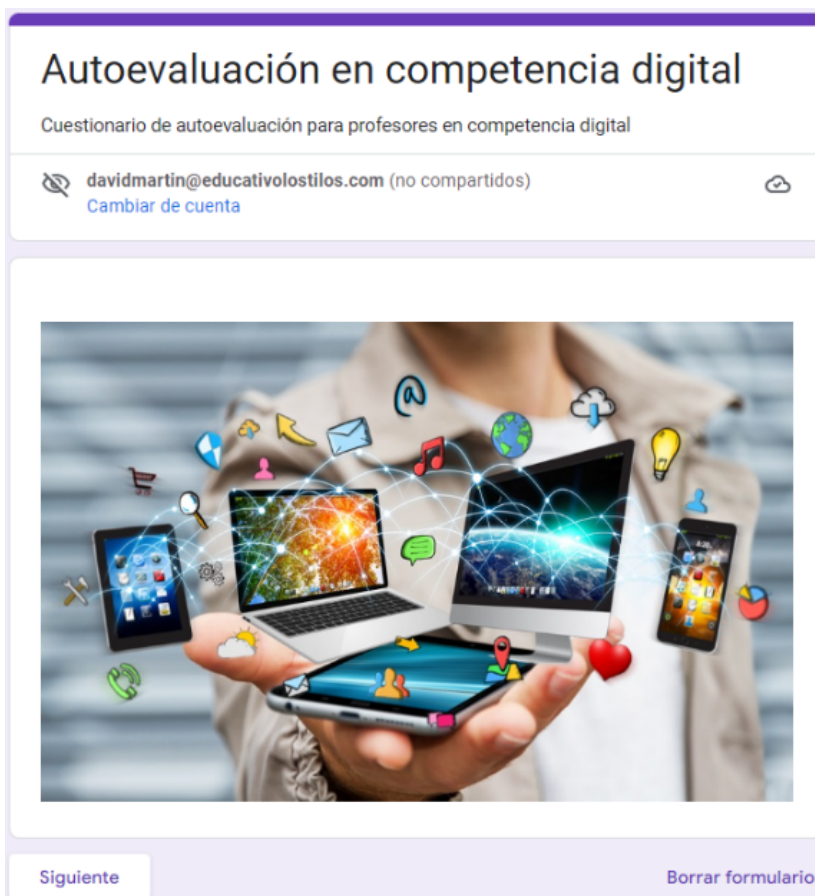 Autoevaluación en competencia digital
Cuestionario de autoevaluación para profesores en competencia digital
davidmartin@educativolostilos.com (no compartidos)
Cambiar de cuenta
Siguiente
Borrar formulario